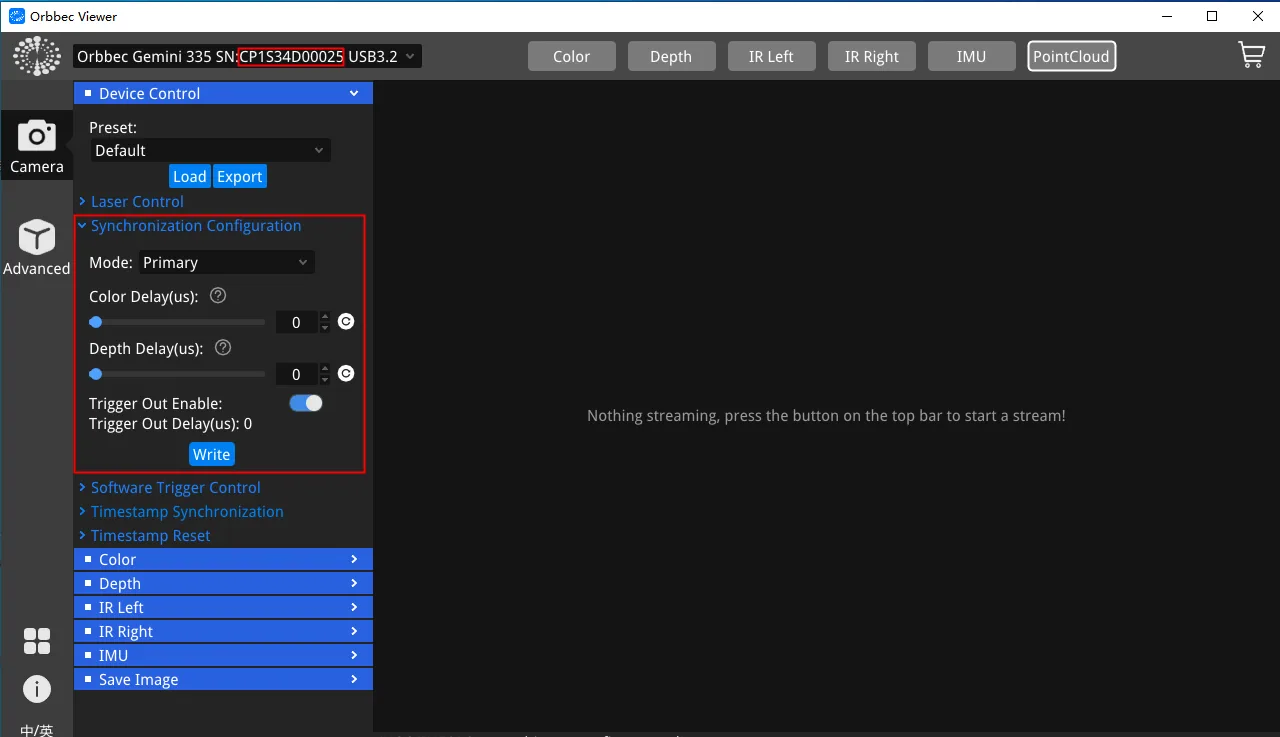 Orbbec Viewer
Orbbec Gemini 335 SN:CP1S34D00025 USB3.2
Color
Depth
IR Left
IR Right
IMU
PointCloud
Camera
Advanced
中/英
Device Control
Preset:
Default
Load Export
Laser Control
Synchronization Configuration
Mode: Primary
Color Delay(us): ?
0
Depth Delay(us): ?
0
Trigger Out Enable:
Trigger Out Delay(us): 0
Write
Software Trigger Control
Timestamp Synchronization
Timestamp Reset
Color
Depth
IR Left
IR Right
IMU
Save Image
Nothing streaming, press the button on the top bar to start a stream!